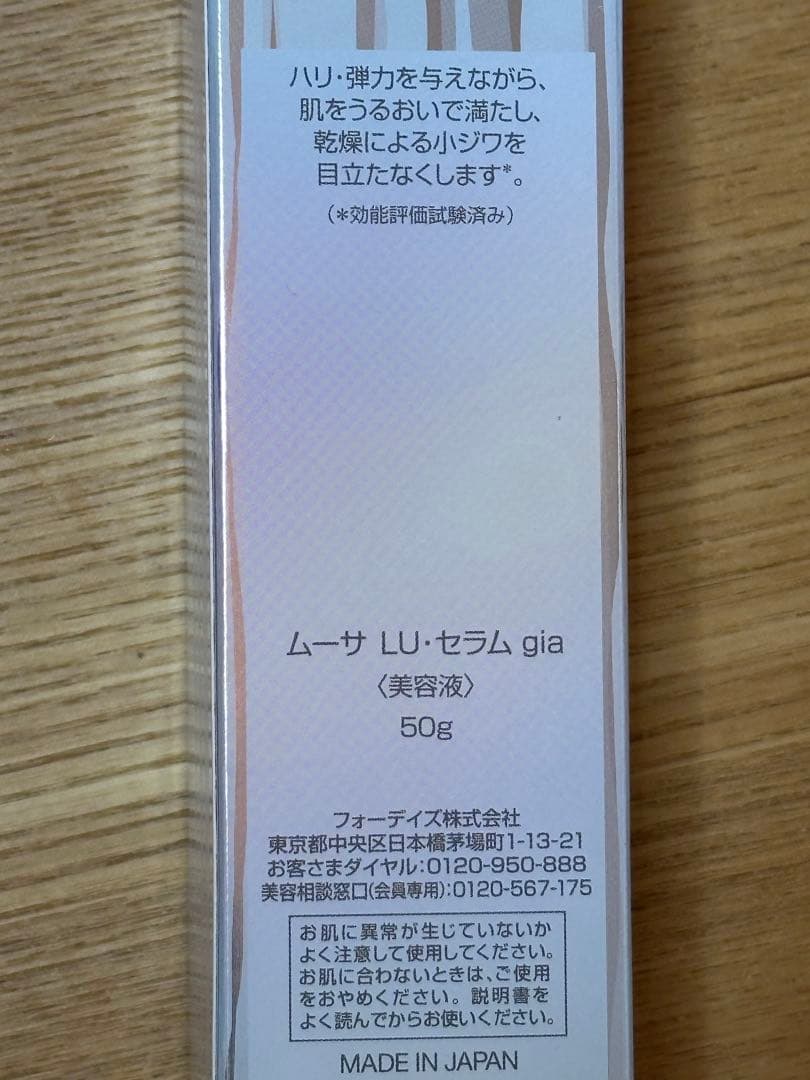 ハリ・弾力を与えながら、
肌をうるおいで満たし、
乾燥による小ジワを
目立たなくします*。
(*効能評価試験済み)
ムーサ LU・セラム gia
〈美容液〉
50g
フォーデイズ株式会社
東京都中央区日本橋茅場町1-13-21
お客さまダイヤル:0120-950-888
美容相談窓口(会員専用):0120-567-175
お肌に異常が生じていないか
よく注意して使用してください。
お肌に合わないときは、ご使用
をおやめください。説明書を
よく読んでからお使いください。
MADE IN JAPAN